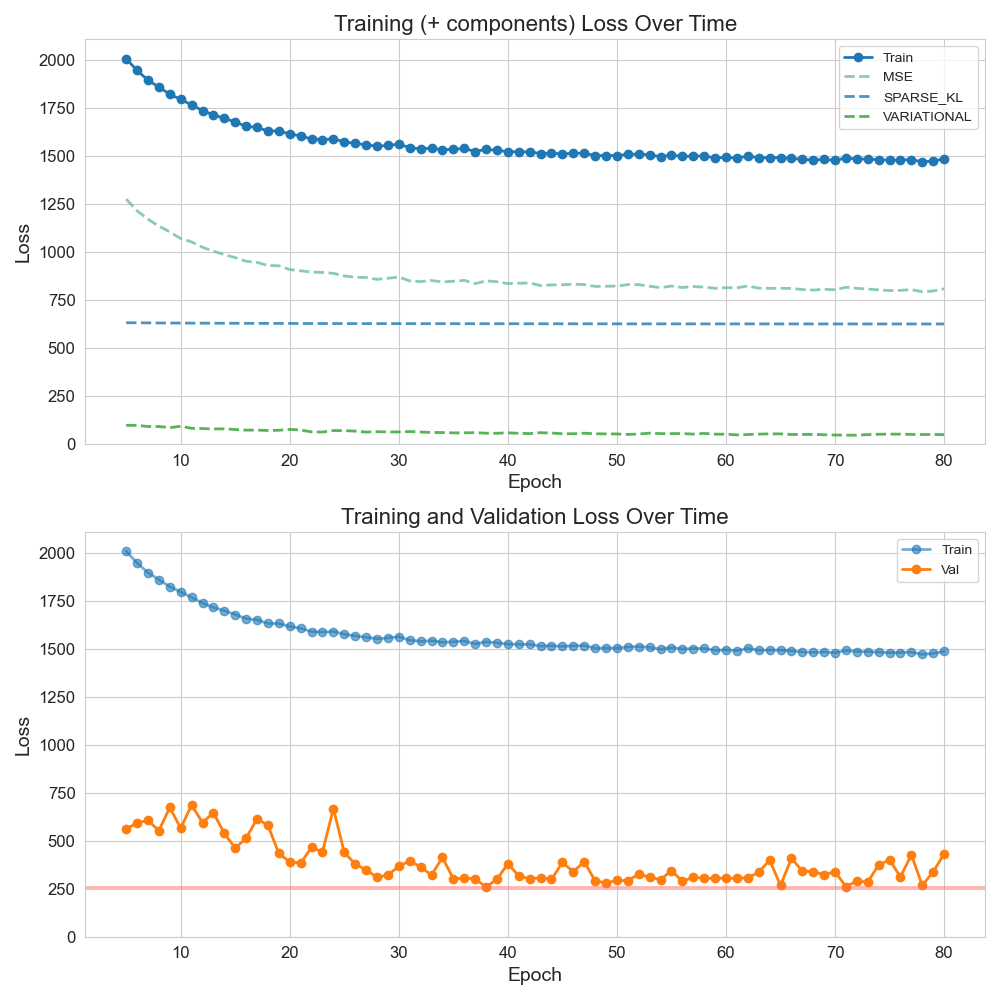 Training (+ components) Loss Over Time
Train
MSE
SPARSE_KL
VARIATIONAL
Loss
2000
1750
1500
1250
1000
750
500
250
0
10 20 30 40 50 60 70 80
Epoch
Training and Validation Loss Over Time
Train
Val
Loss
2000
1750
1500
1250
1000
750
500
250
0
10 20 30 40 50 60 70 80
Epoch